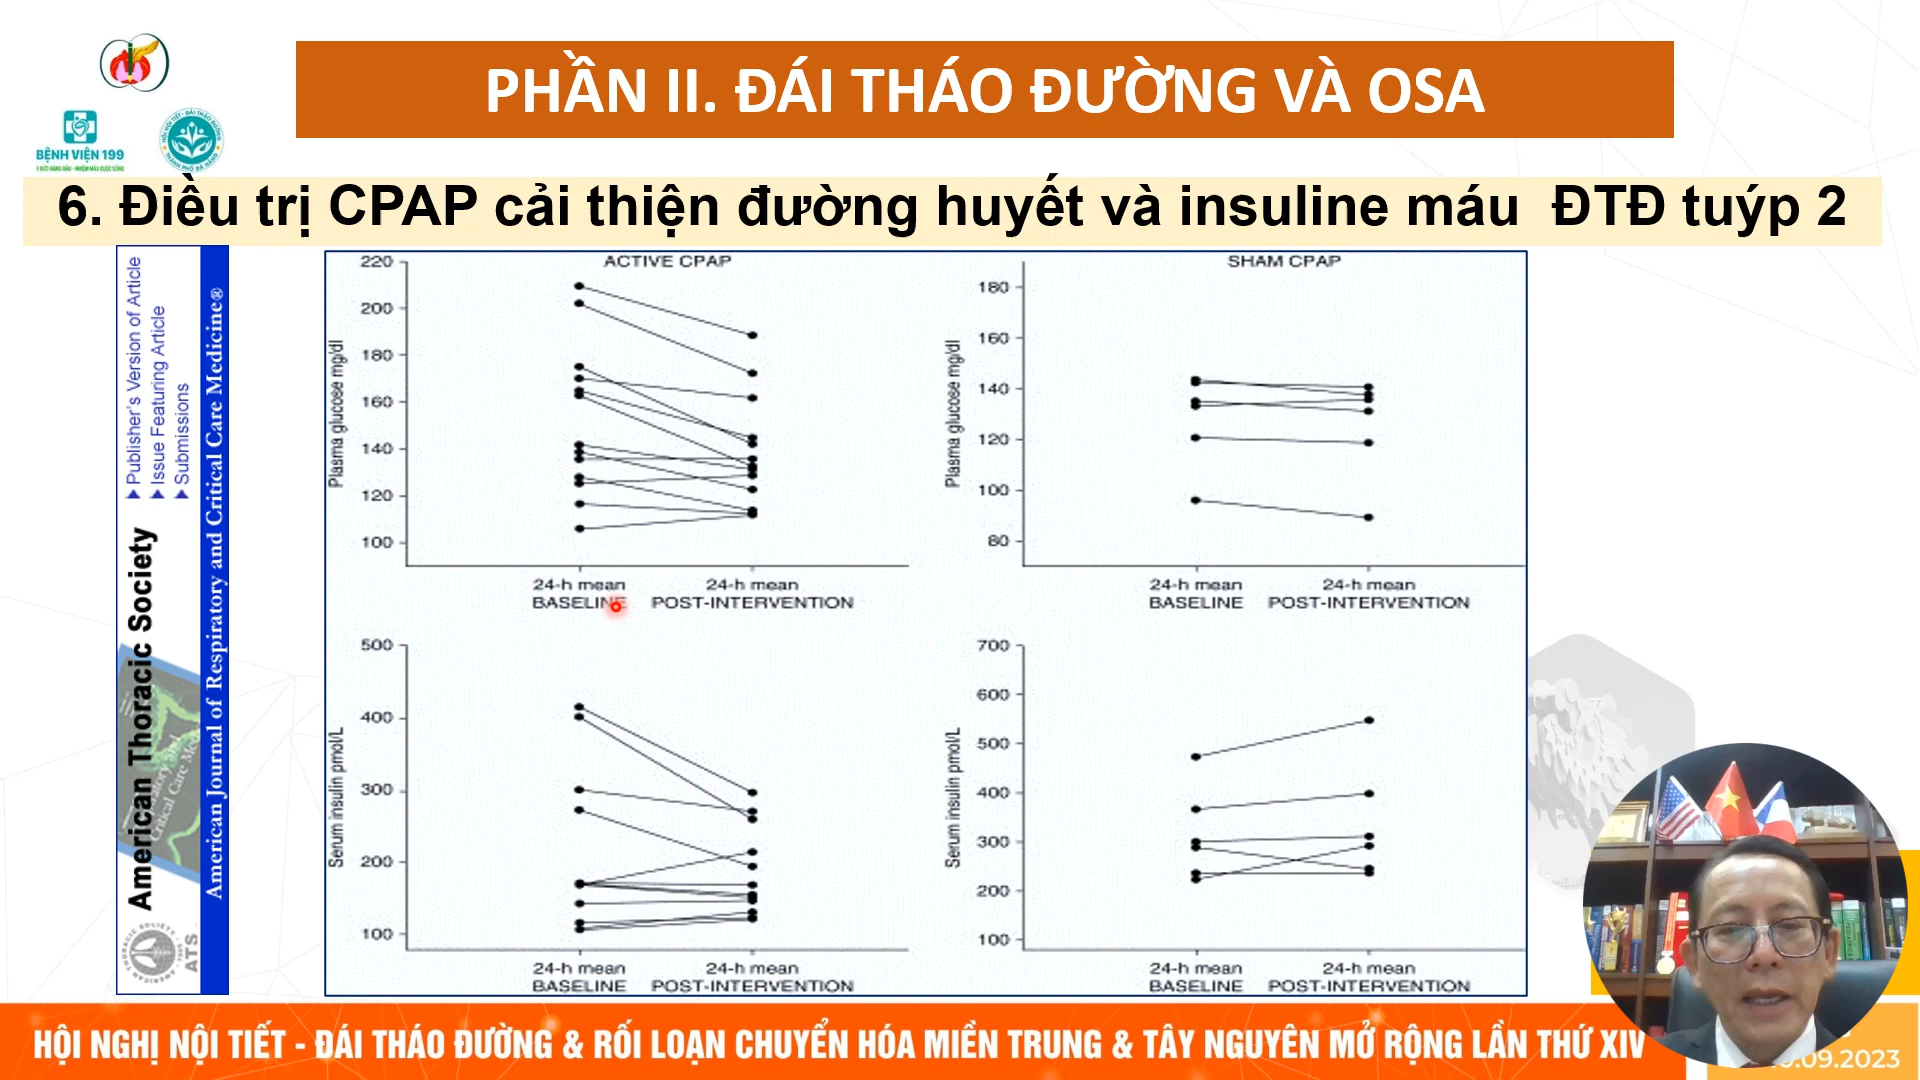 PHẦN II. ĐÁI THÁO ĐƯỜNG VÀ OSA
BỆNH VIỆN 199
6. Điều trị CPAP cải thiện đường huyết và insuline máu ĐTĐ tuýp 2
Publisher's Version of Article
Issue Featuring Article
Submissions
American Thoracic Society
American Journal of Respiratory and Critical Care Medicine®
ATS
ACTIVE CPAP
Plasma glucose mg/dl
220
200
180
160
140
120
100
24-h mean
BASELINE
24-h mean
POST-INTERVENTION
SHAM CPAP
Plasma glucose mg/dl
180
160
140
120
100
80
24-h mean
BASELINE
24-h mean
POST-INTERVENTION
Serum insulin pmol/L
500
400
300
200
100
24-h mean
BASELINE
24-h mean
POST-INTERVENTION
Serum insulin pmol/L
700
600
500
400
300
200
100
24-h mean
BASELINE
24-h mean
POST-INTERVENTION
HỘI NGHỊ NỘI TIẾT - ĐÁI THÁO ĐƯỜNG & RỐI LOẠN CHUYỂN HÓA MIỀN TRUNG & TÂY NGUYÊN MỞ RỘNG LẦN THỨ XIV
.09.2023